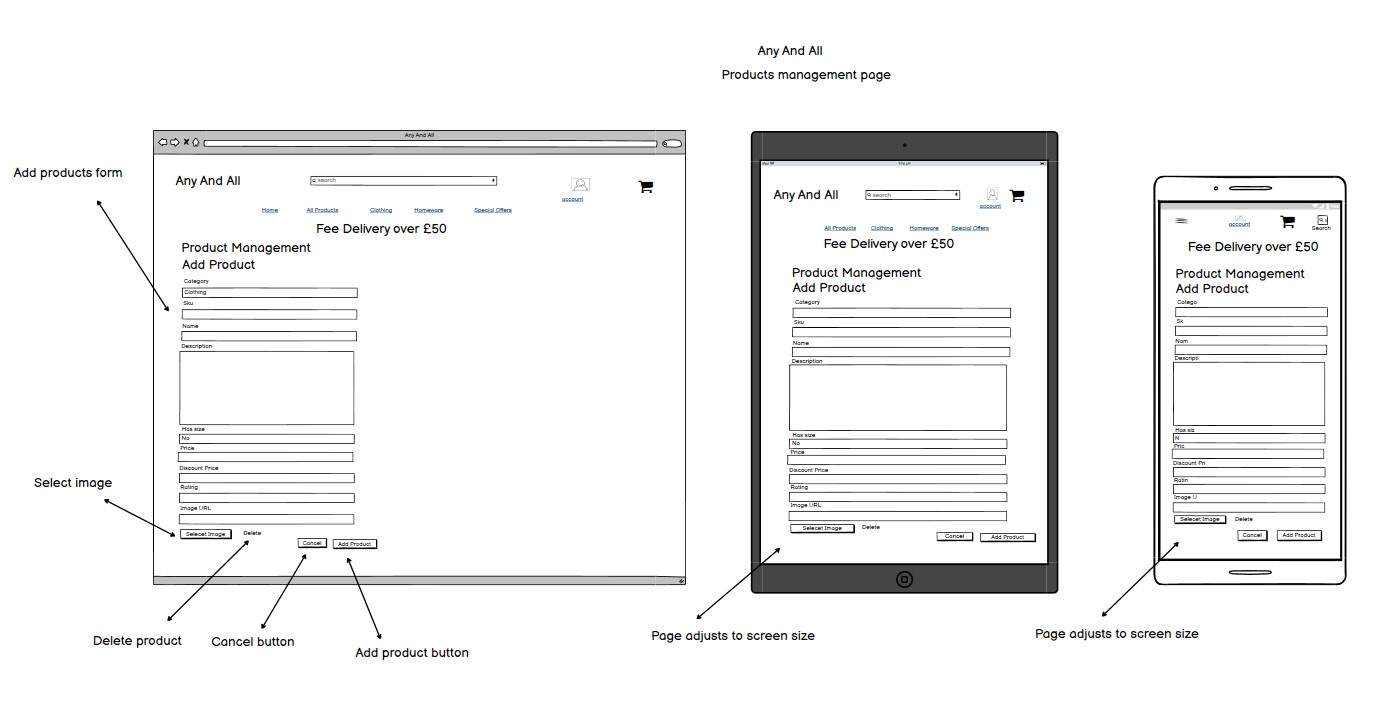 Any And All
Products management page
Add products form
Select image
Delete product
Cancel button
Add product button
Any And All
Any And All
search
account
Home All Products Clothing Homeware Special Offers
Fee Delivery over £50
Product Management
Add Product
Category
Clothing
Sku
Name
Description
Has size
No
Price
Discount Price
Rating
Image URL
Selecet Image Delete
Cancel Add Product
Page adjusts to screen size
Any And All
search
account
All Products Clothing Homeware Special Offers
Fee Delivery over £50
Product Management
Add Product
Category
Sku
Name
Description
Has size
No
Price
Discount Price
Rating
Image URL
Selecet Image Delete
Cancel Add Product
Page adjusts to screen size
account
Search
Fee Delivery over £50
Product Management
Add Product
Catego
Sk
Nam
Descripti
Has siz
N
Pric
Discount Pri
Ratin
Image U
Selecet Image Delete
Cancel Add Product